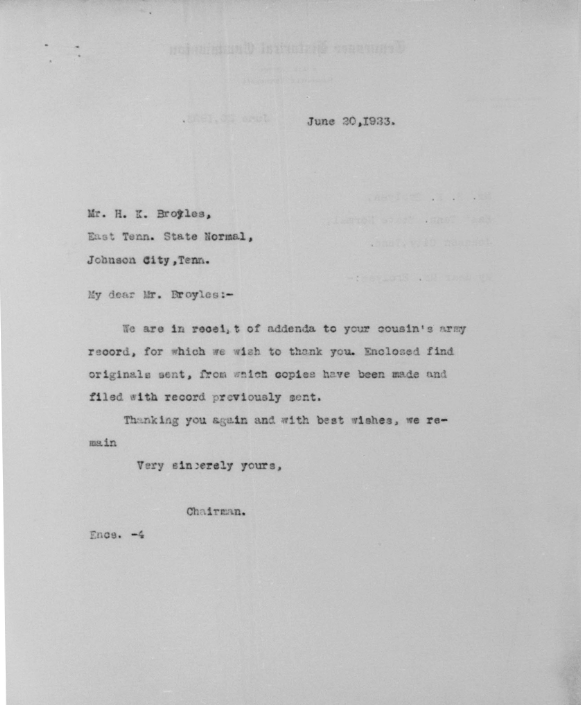 June 20,1923.
Mr. H. K. Broyles,
East Tenn. State Normal,
Johnson City,Tenn.
My dear Mr. Broyles:-
We are in receipt of addenda to your cousin's army
record, for which we wish to thank you. Enclosed find
originals sent, from which copies have been made and
filed with record previously sent.
Thanking you again and with best wishes, we re-
main
Very sincerely yours,
Chairman.
Encs. -4